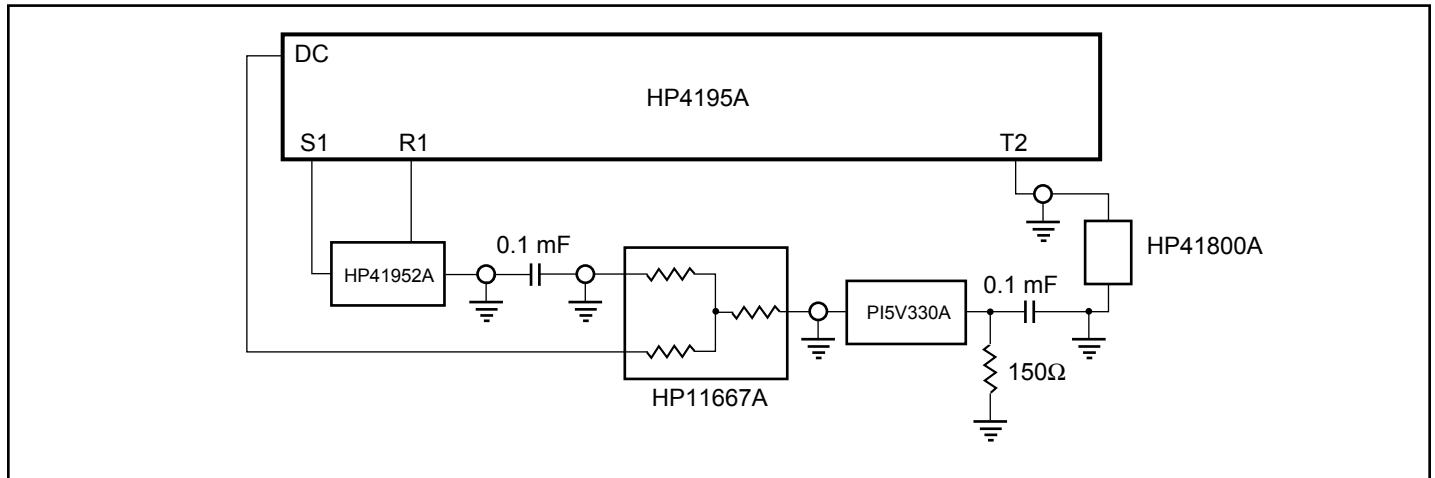 DC
HP4195A
S1 R1 T2
0.1 mF
HP41800A
HP41952A
0.1 mF
PI5V330A
150Ω
HP11667A